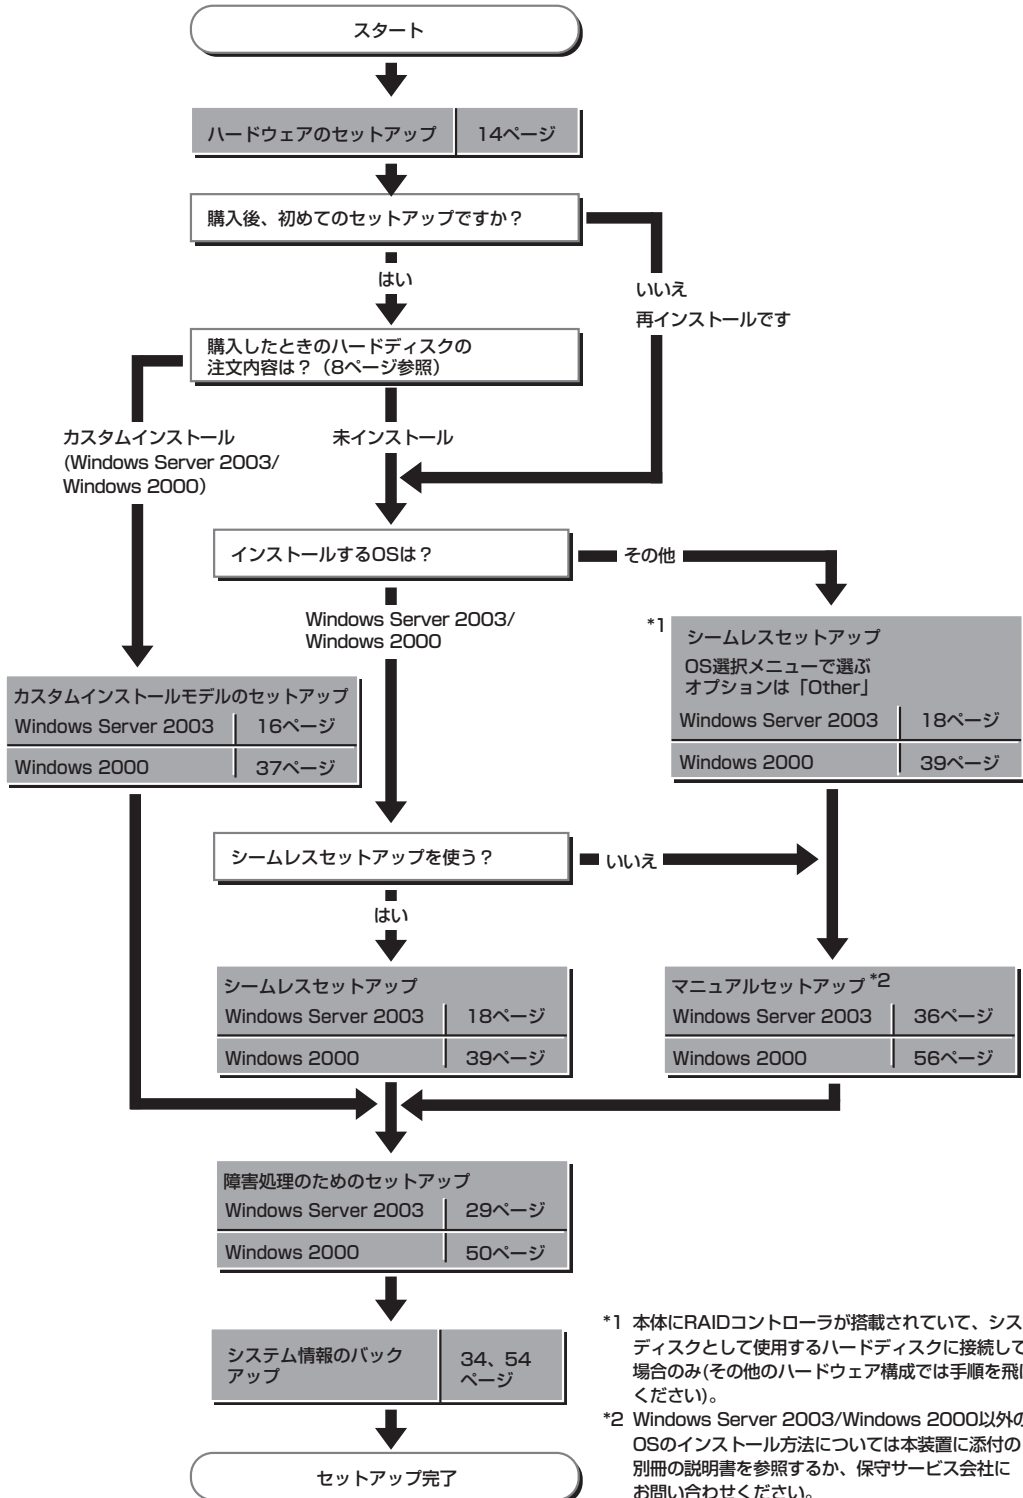 スタート
ハードウェアのセットアップ 14ページ
購入後、初めてのセットアップですか？
はい
いいえ
再インストールです
購入したときのハードディスクの
注文内容は？（8ページ参照）
カスタムインストール
(Windows Server 2003/
Windows 2000）
未インストール
インストールするOSは？
その他
Windows Server 2003/
Windows 2000
*1
シームレスセットアップ
OS選択メニューで選ぶ
オプションは「Other」
Windows Server 2003 18ページ
Windows 2000 39ページ
カスタムインストールモデルのセットアップ
Windows Server 2003 16ページ
Windows 2000 37ページ
シームレスセットアップを使う？
いいえ
はい
シームレスセットアップ
Windows Server 2003 18ページ
Windows 2000 39ページ
マニュアルセットアップ *2
Windows Server 2003 36ページ
Windows 2000 56ページ
障害処理のためのセットアップ
Windows Server 2003 29ページ
Windows 2000 50ページ
システム情報のバック
アップ
34、54
ページ
セットアップ完了
*1 本体にRAIDコントローラが搭載されていて、シス
ディスクとして使用するハードディスクに接続して
場合のみ(その他のハードウェア構成では手順を飛
ください)。
*2 Windows Server 2003/Windows 2000以外の
OSのインストール方法については本装置に添付の
別冊の説明書を参照するか、保守サービス会社に
お問い合わせください。